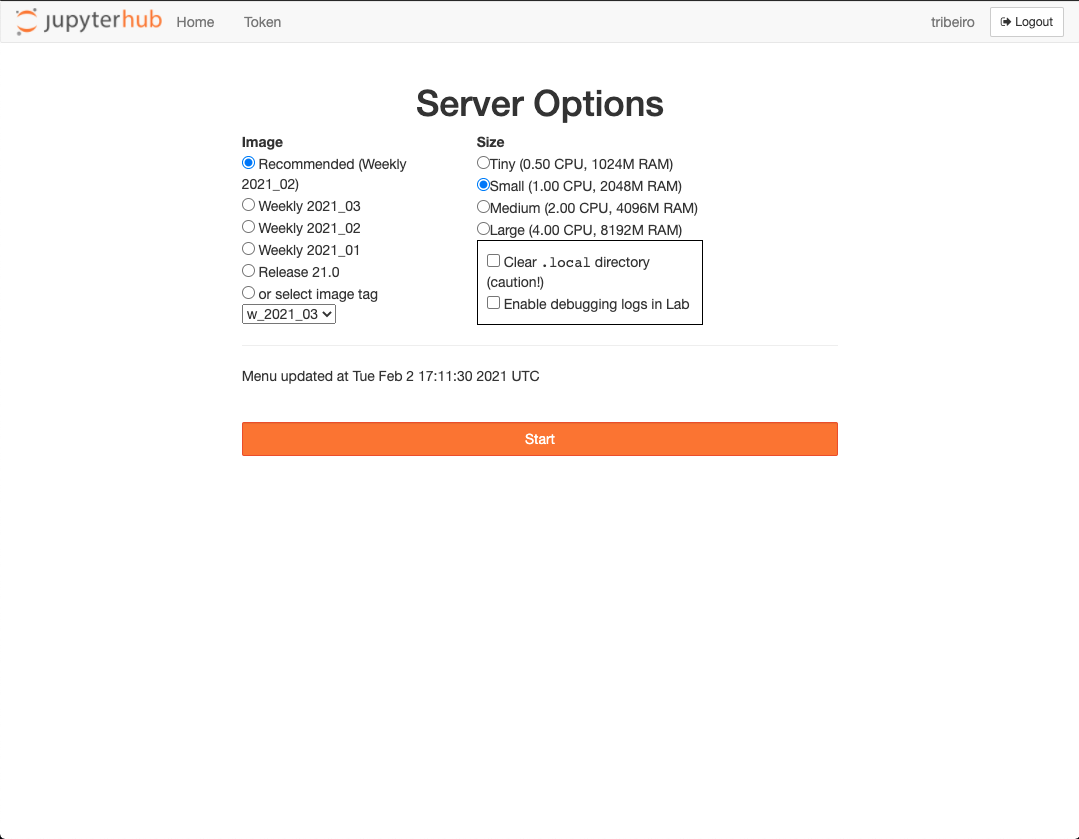 jupyterhub Home Token tribeiro Logout
Server Options
Image
Recommended (Weekly
2021_02)
Weekly 2021_03
Weekly 2021_02
Weekly 2021_01
Release 21.0
or select image tag
w_2021_03
Size
Tiny (0.50 CPU, 1024M RAM)
Small (1.00 CPU, 2048M RAM)
Medium (2.00 CPU, 4096M RAM)
Large (4.00 CPU, 8192M RAM)
Clear .local directory
(caution!)
Enable debugging logs in Lab
Menu updated at Tue Feb 2 17:11:30 2021 UTC
Start